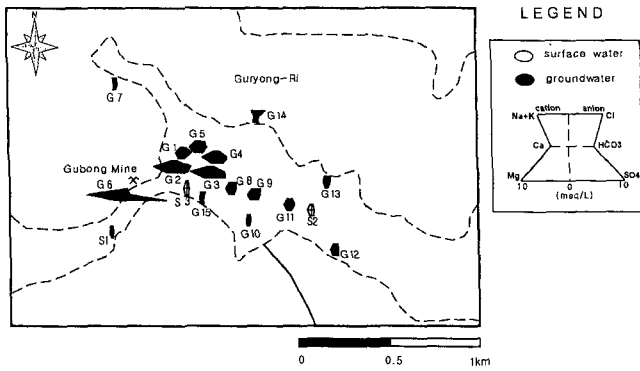 LEGEND
N
surface water
groundwater
cation anion
Na+K Cl
Ca HCO3
Mg SO4
10 0 10
(meq/L)
Guryong-Ri
G7
G14
G5
G1
G4
Gubong Mine
G2
G3
G6
G8
G9
G13
S3
G15
G11
S2
G10
S1
G12
0 0.5 1km